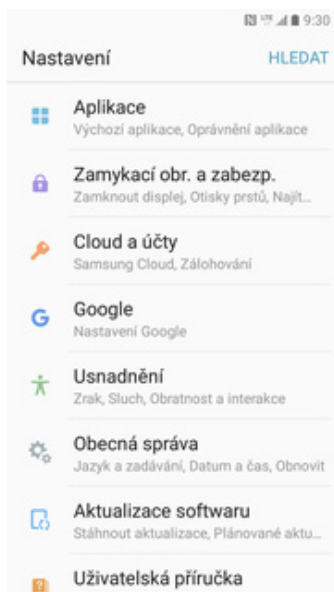 9:30
Nastavení HLEDAT
Aplikace
Výchozí aplikace, Oprávnění aplikace
Zamykací obr. a zabezp.
Zamknout displej, Otisky prstů, Najít...
Cloud a účty
Samsung Cloud, Zálohování
Google
Nastavení Google
Usnadnění
Zrak, Sluch, Obratnost a interakce
Obecná správa
Jazyk a zadávání, Datum a čas, Obnovit
Aktualizace softwaru
Stáhnout aktualizace, Plánované aktu...
Uživatelská příručka